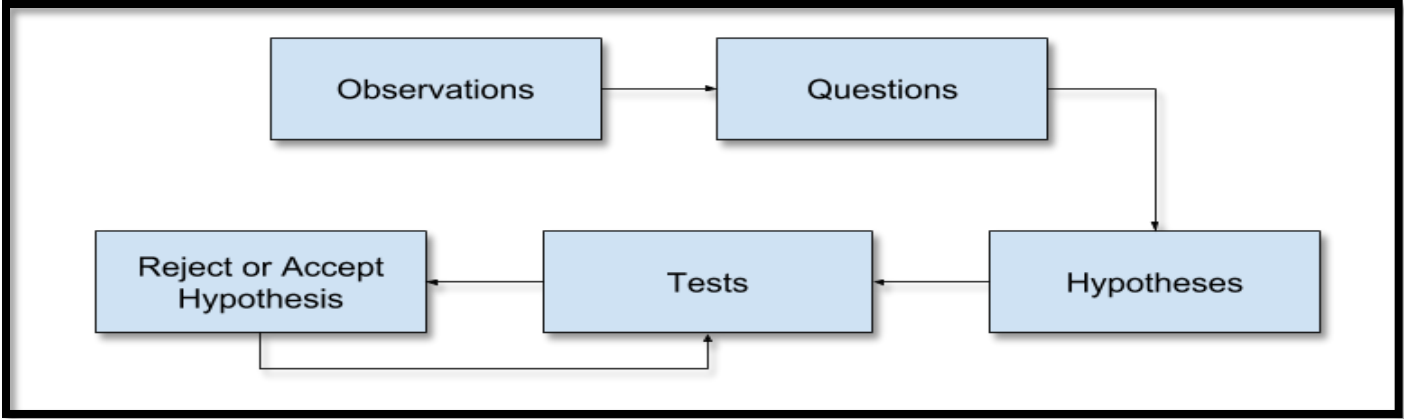 Observations
Questions
Reject or Accept
Hypothesis
Tests
Hypotheses